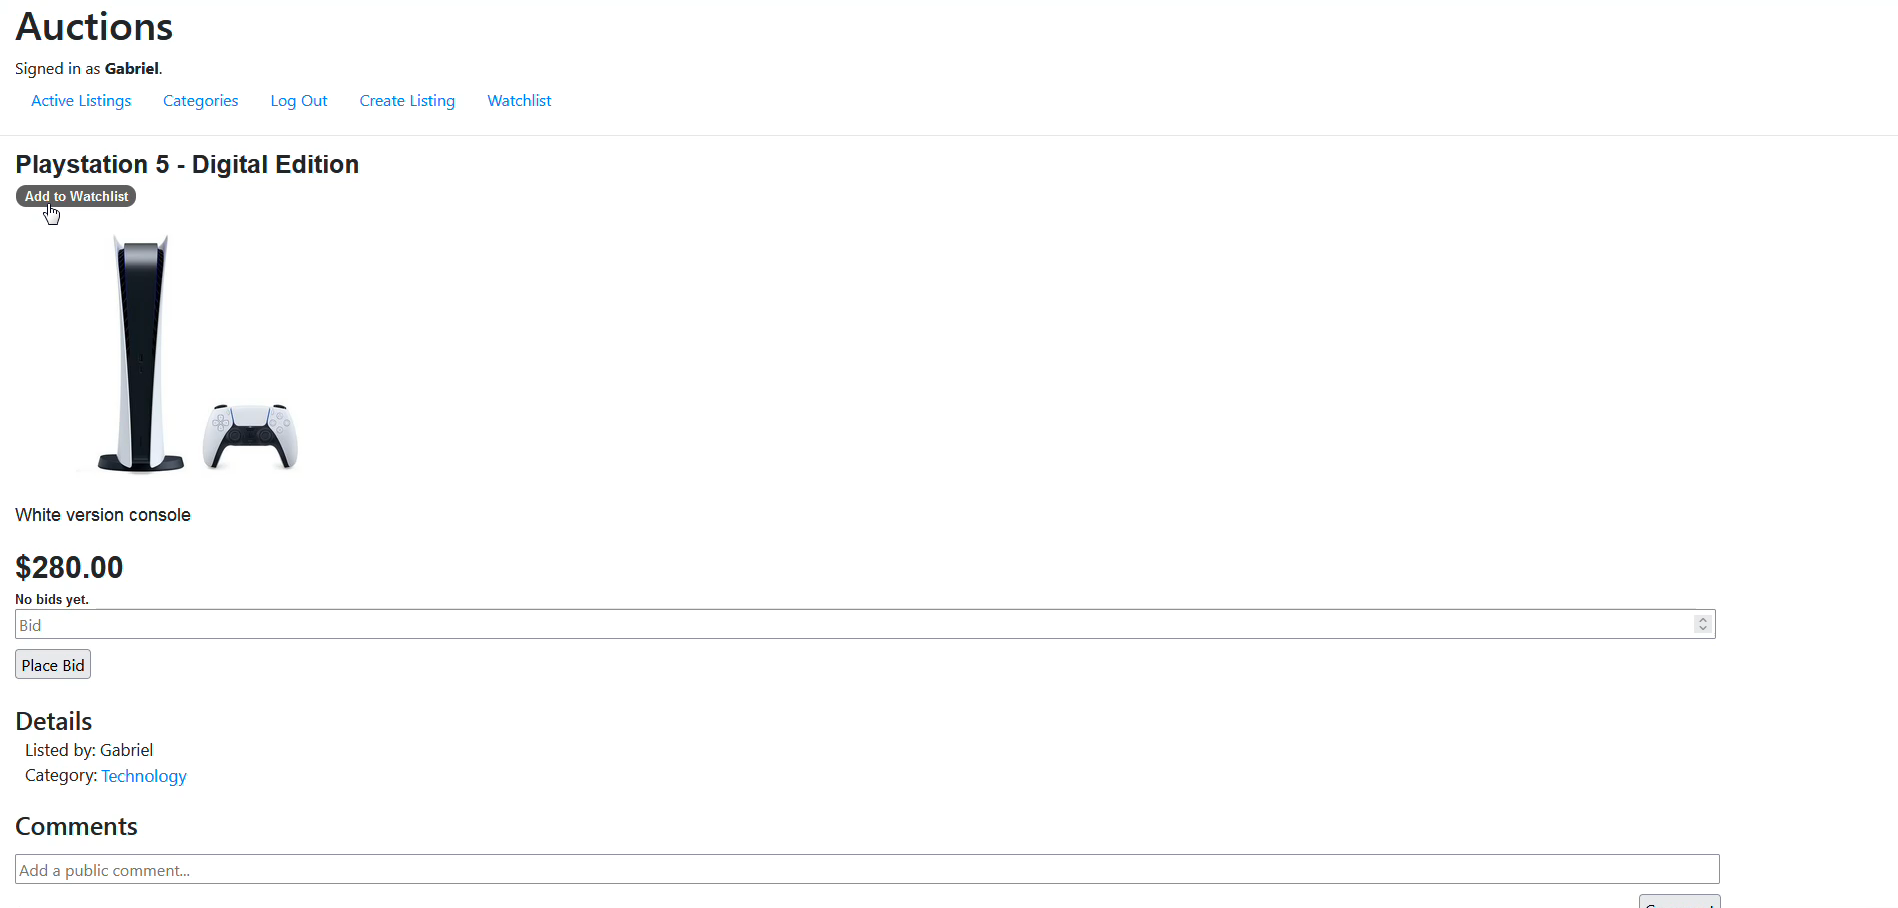 Auctions
Signed in as Gabriel.
Active Listings Categories Log Out Create Listing Watchlist
Playstation 5 - Digital Edition
Add to Watchlist
White version console
$280.00
No bids yet.
Bid
Place Bid
Details
Listed by: Gabriel
Category: Technology
Comments
Add a public comment...